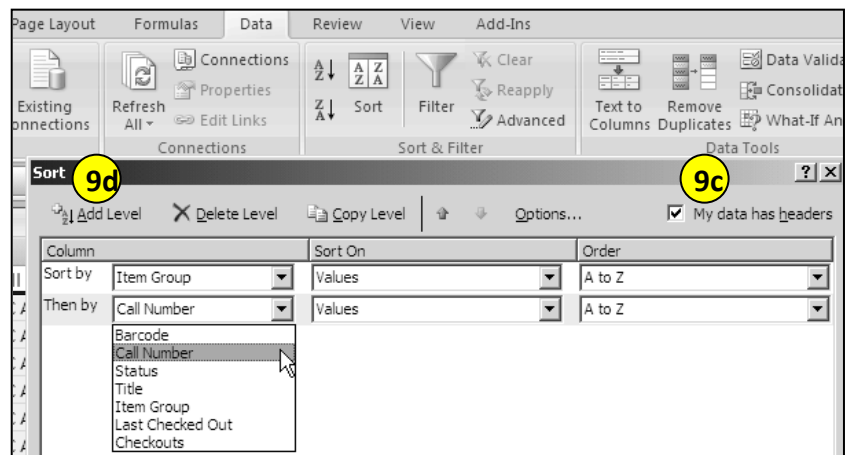 Page Layout Formulas Data Review View Add-Ins
Connections
Properties
Edit Links
Existing
Connections
Refresh
All
Connections
A Z
Z A
A Z
Z A
Sort
Filter
Clear
Reapply
Advanced
Sort & Filter
Text to
Columns
Remove
Duplicates
Data Valida
Consolidat
What-If An
Data Tools
Sort 9d 9c ? X
Add Level Delete Level Copy Level Options... My data has headers
Column Sort On Order
Sort by Item Group Values A to Z
Then by Call Number Values A to Z
Barcode
Call Number
Status
Title
Item Group
Last Checked Out
Checkouts